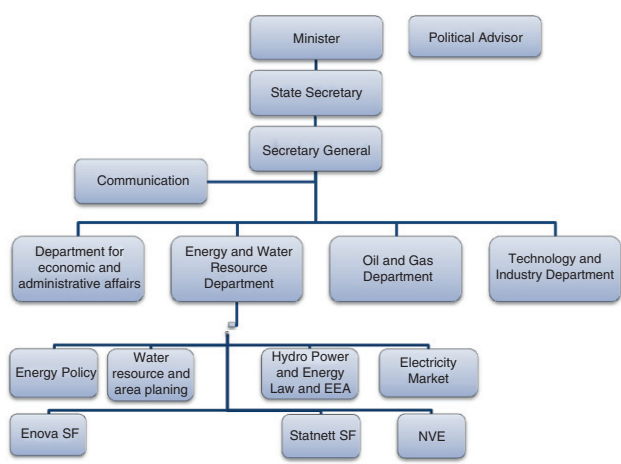 Minister
Political Advisor
State Secretary
Secretary General
Communication
Department for
economic and
administrative affairs
Energy and Water
Resource
Department
Oil and Gas
Department
Technology and
Industry Department
Energy Policy
Water
resource and
area planing
Hydro Power
and Energy
Law and EEA
Electricity
Market
Enova SF
Statnett SF
NVE